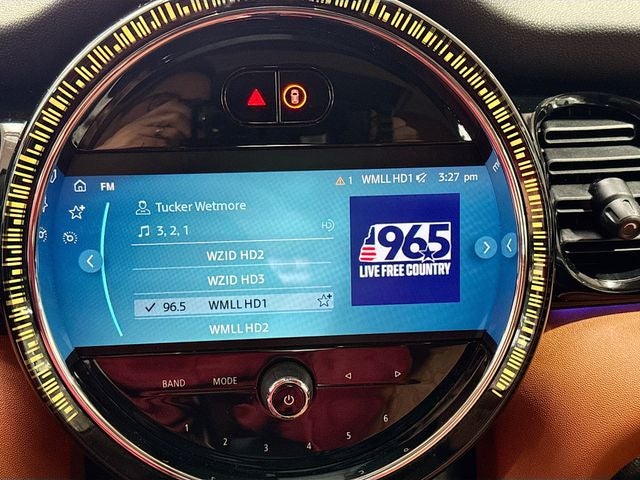 FM
1 WMLL HD1 3:27 pm
Tucker Wetmore
3, 2, 1
HD)
WZID HD2
WZID HD3
96.5 WMLL HD1
WMLL HD2
96.5
LIVE FREE COUNTRY
BAND MODE
1 2 3 4 5 6